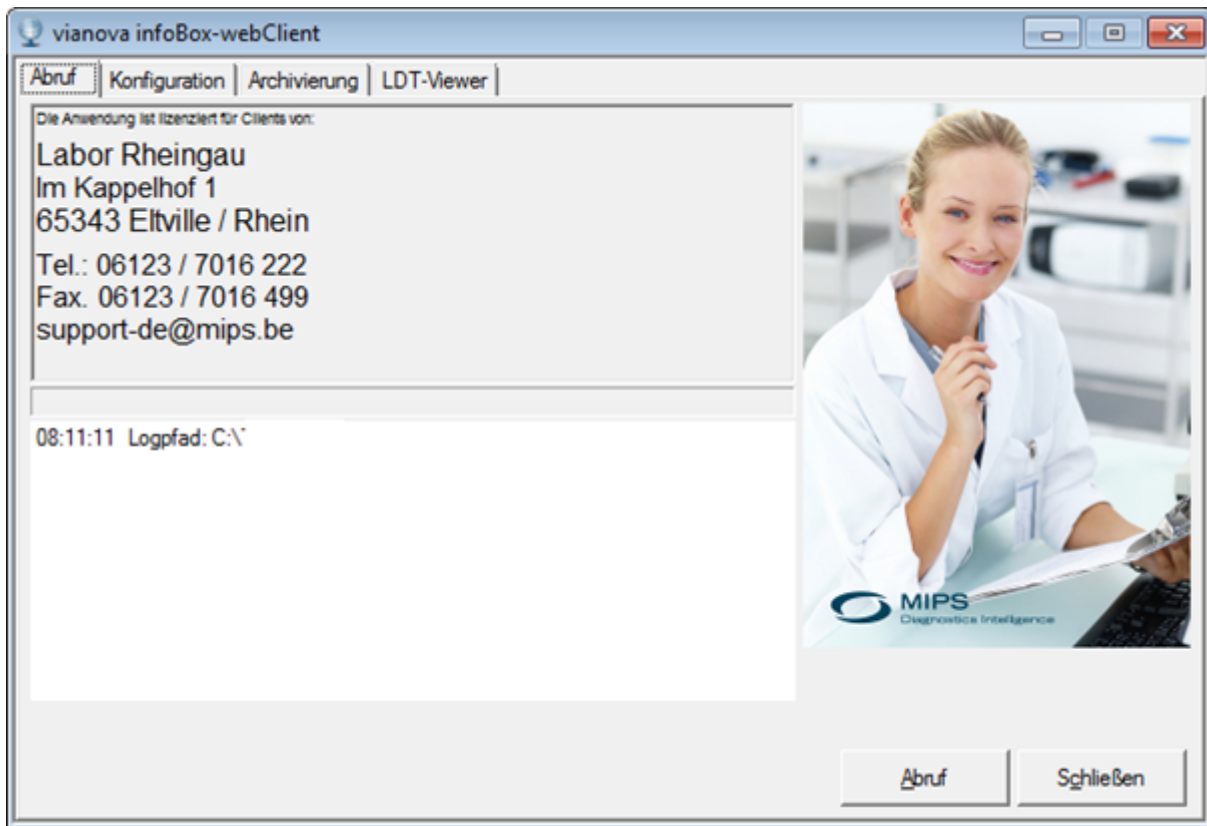 vianova infoBox-webClient
Abruf Konfiguration Archivierung LDT-Viewer
Die Anwendung ist lizenziert für Clients von:
Labor Rheingau
Im Kappelhof 1
65343 Eltville / Rhein
Tel.: 06123 / 7016 222
Fax. 06123 / 7016 499
support-de@mips.be
08:11:11 Logpfad: C:\
MIPS
Diagnostics Intelligence
Abruf Schließen